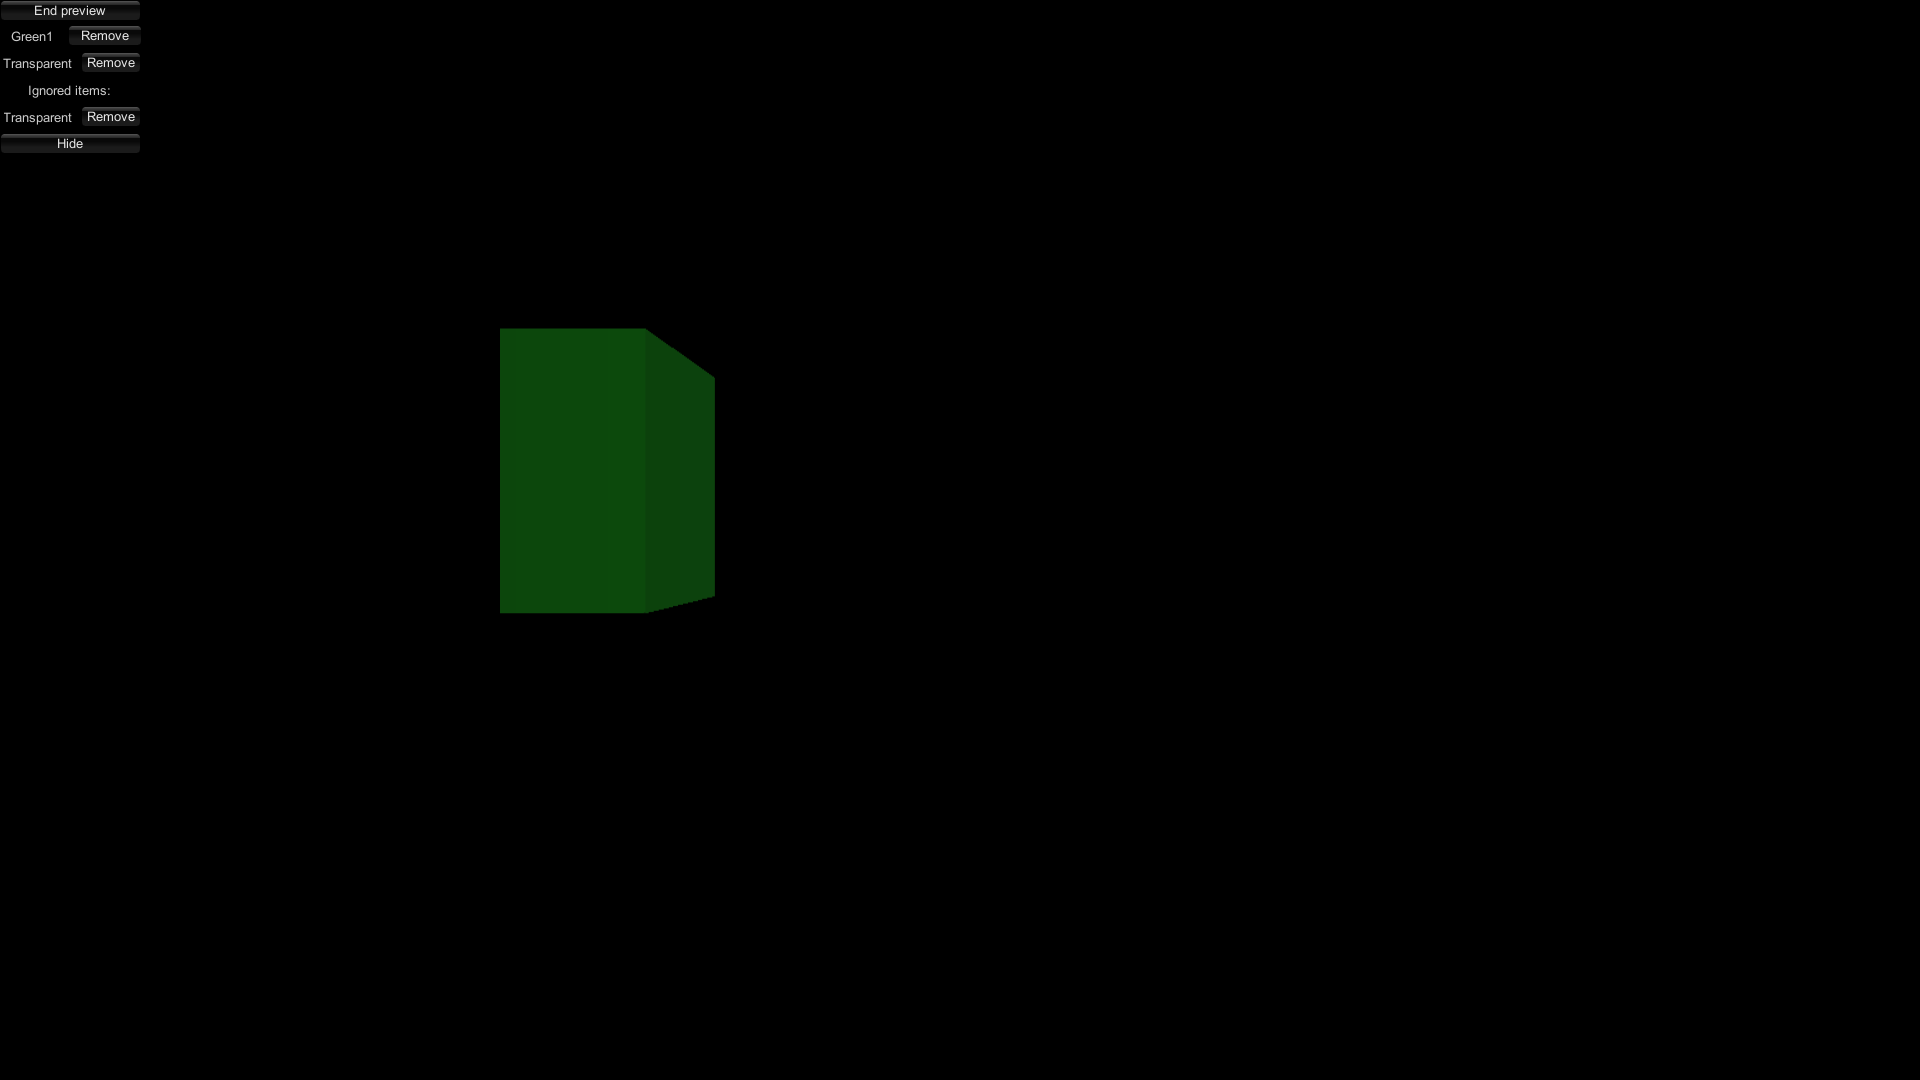 End preview
Green1 Remove
Transparent Remove
Ignored items:
Transparent Remove
Hide